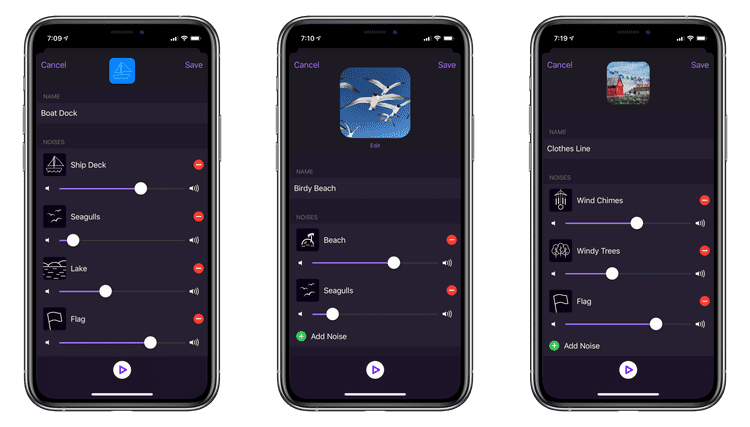 7:09
Cancel
Save
NAME
Boat Dock
NOISES
Ship Deck
Seagulls
Lake
Flag
7:10
Cancel
Save
Edit
NAME
Birdy Beach
NOISES
Beach
Seagulls
Add Noise
7:19
Cancel
Save
NAME
Clothes Line
NOISES
Wind Chimes
Windy Trees
Flag
Add Noise